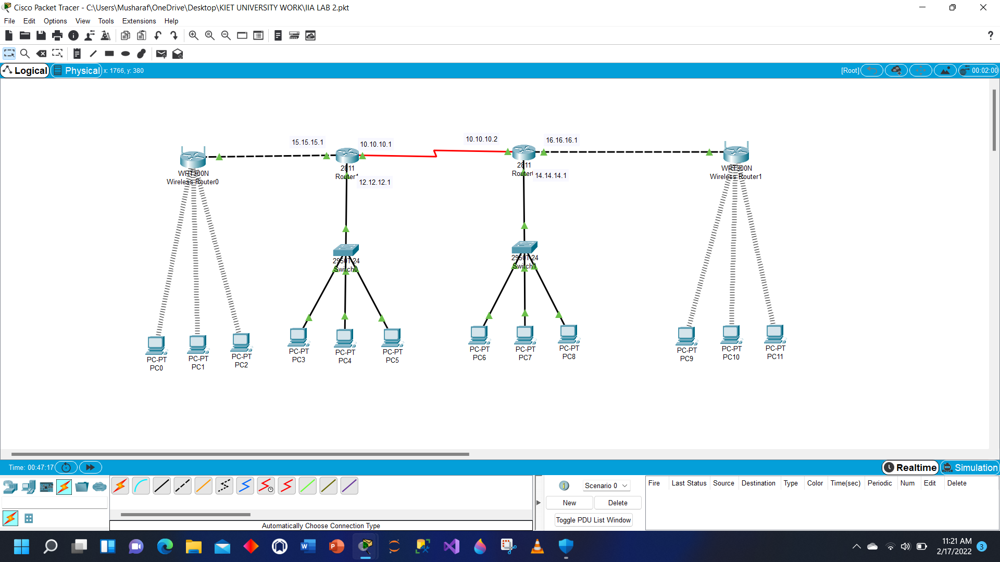 Cisco Packet Tracer - C:\Users\Musharaf\OneDrive\Desktop\KIET UNIVERSITY WORK\IIA LAB 2.pkt
File Edit Options View Tools Extensions Help
?
Logical Physical x: 1766, y: 380 [Root] 00:02:00
15.15.15.1 10.10.10.1 10.10.10.2 16.16.16.1
WRT300N
Wireless Router0
2811
Router1
12.12.12.1
2811
Router0
14.14.14.1
WRT300N
Wireless Router1
2950T-24
Switch0
2950T-24
Switch1
PC-PT
PC0
PC-PT
PC1
PC-PT
PC2
PC-PT
PC3
PC-PT
PC4
PC-PT
PC5
PC-PT
PC6
PC-PT
PC7
PC-PT
PC8
PC-PT
PC9
PC-PT
PC10
PC-PT
PC11
Time: 00:47:17 Realtime Simulation
Scenario 0
New Delete
Toggle PDU List Window
Fire Last Status Source Destination Type Color Time(sec) Periodic Num Edit Delete
Automatically Choose Connection Type
11:21 AM
2/17/2022
3